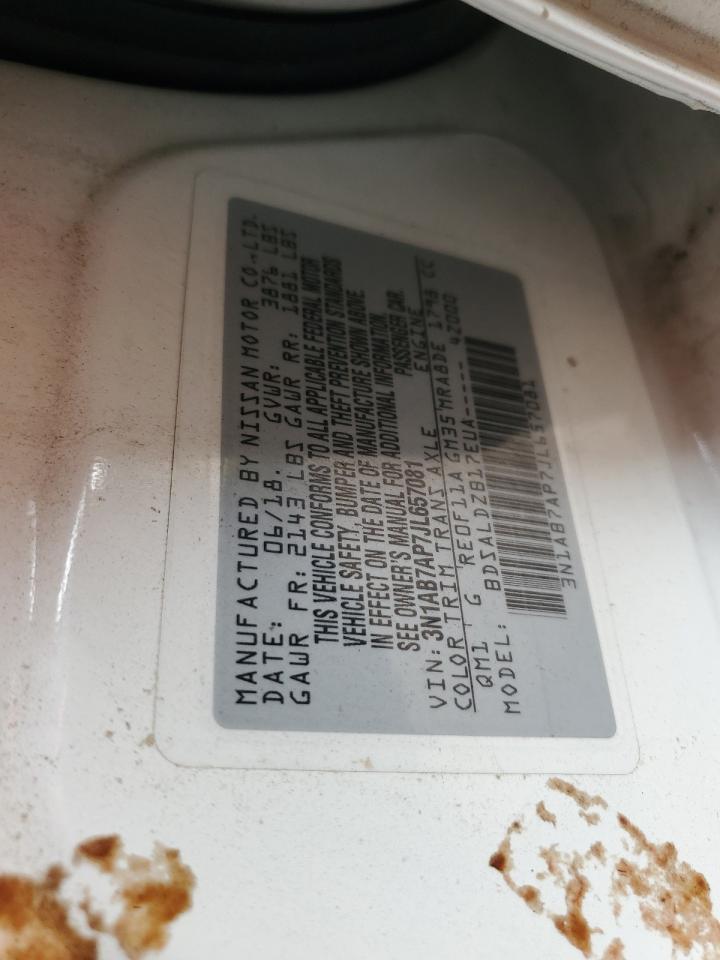 MANUFACTURED BY NISSAN MOTOR CO.,LTD.
DATE: 06/18. GVWR: 3876 LBS
GAWR FR: 2143 LBS GAWR RR: 1881 LBS
THIS VEHICLE CONFORMS TO ALL APPLICABLE FEDERAL MOTOR
VEHICLE SAFETY, BUMPER AND THEFT PREVENTION STANDARDS
IN EFFECT ON THE DATE OF MANUFACTURE SHOWN ABOVE.
SEE OWNER'S MANUAL FOR ADDITIONAL INFORMATION.
VIN: 3N1AB7AP7JL657081 PASSENGER CAR.
COLOR TRIM TRANS AXLE ENGINE
QM1 G RE0F11A GM35 MRA8DE 1798 CC
MODEL: BDSALDZB17EUA----- 42000
3N1AB7AP7JL657081